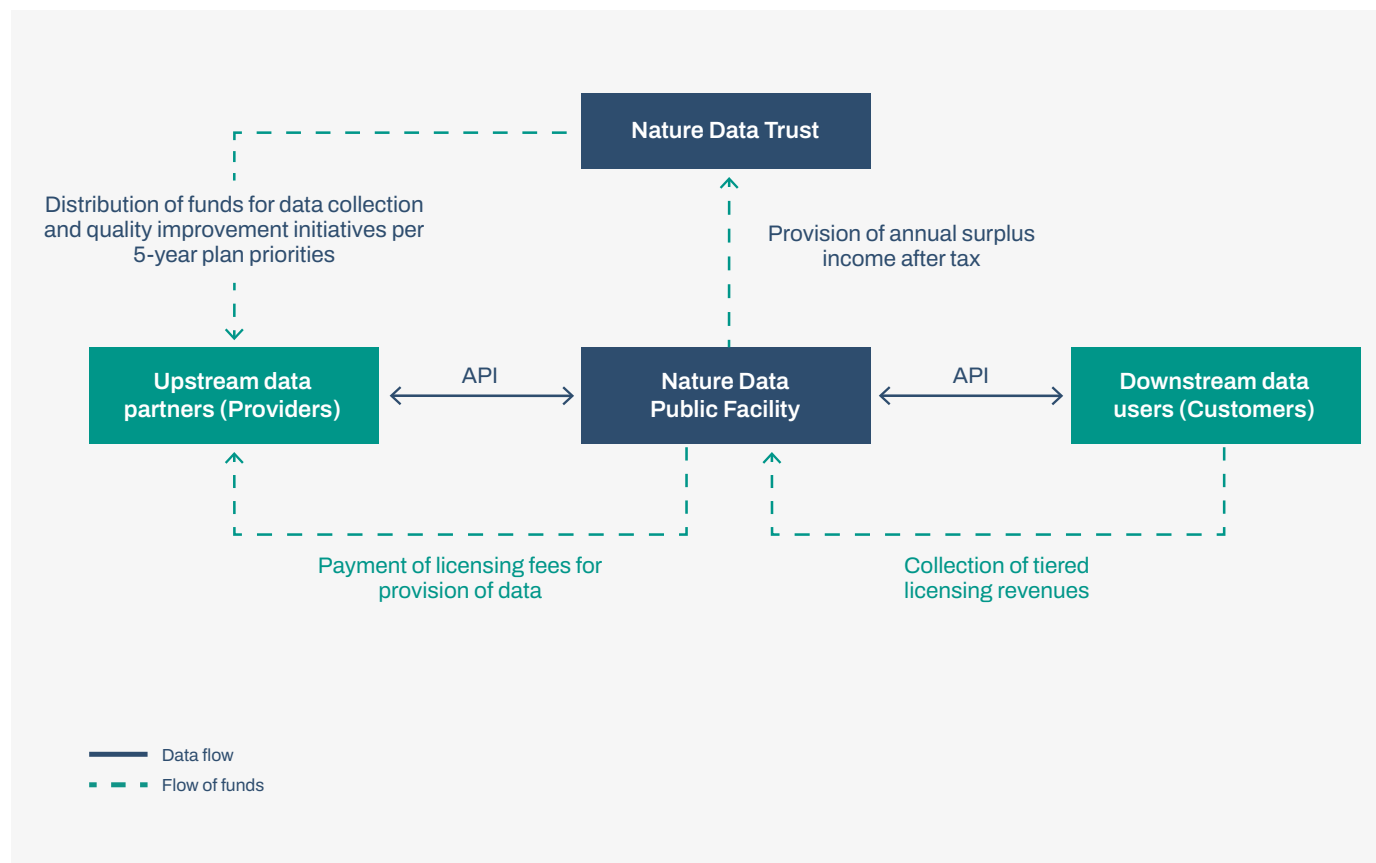 Nature Data Trust
Distribution of funds for data collection
and quality improvement initiatives per
5-year plan priorities
Provision of annual surplus
income after tax
Upstream data
partners (Providers)
API
Nature Data
Public Facility
API
Downstream data
users (Customers)
Payment of licensing fees for
provision of data
Collection of tiered
licensing revenues
Data flow
Flow of funds